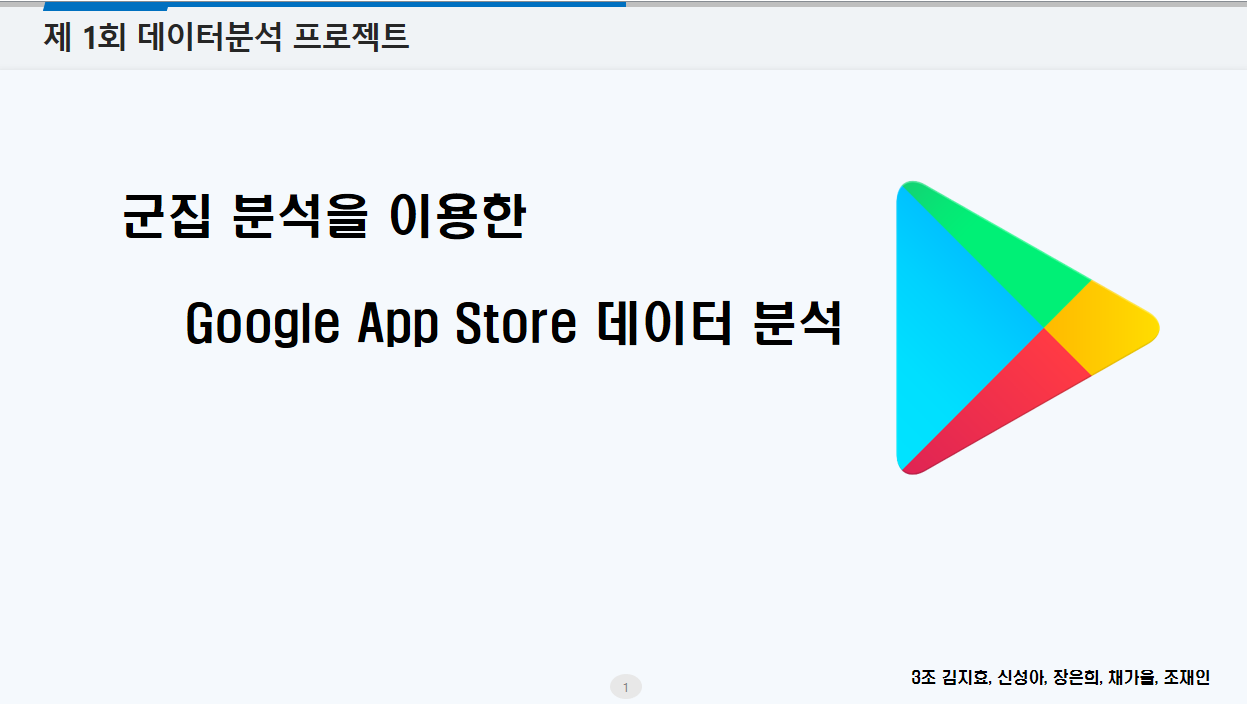 제 1회 데이터분석 프로젝트
군집 분석을 이용한
Google App Store 데이터 분석
3조 김지효, 신성아, 장은희, 채가을, 조재인
1